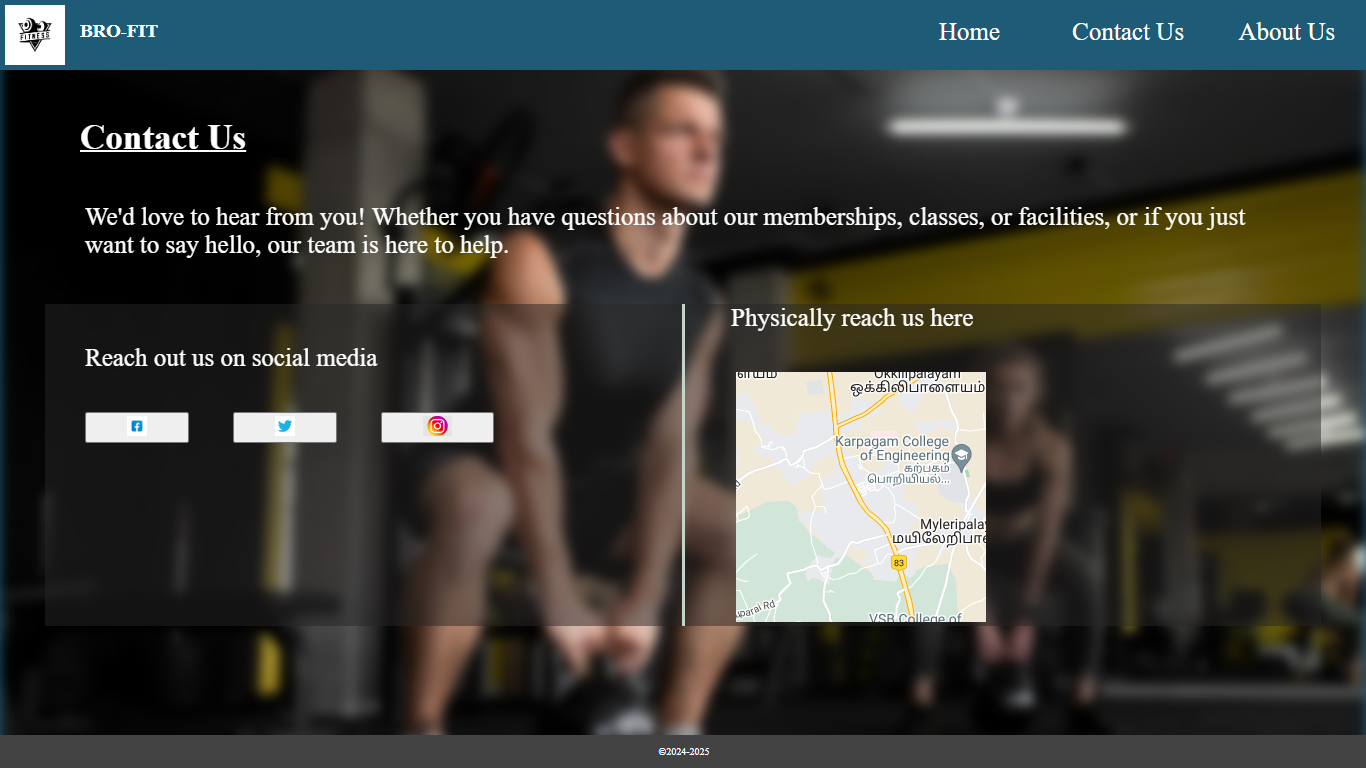 FITNESS
BRO-FIT
Home
Contact Us
About Us
Contact Us
We'd love to hear from you! Whether you have questions about our memberships, classes, or facilities, or if you just
want to say hello, our team is here to help.
Reach out us on social media
Physically reach us here
Okkilipalayam
ஒக்கிலிபாளையம்
Karpagam College
of Engineering
கற்பகம்
பொறியியல்...
மயிலேறிபா
83
VSB College of
©2024-2025